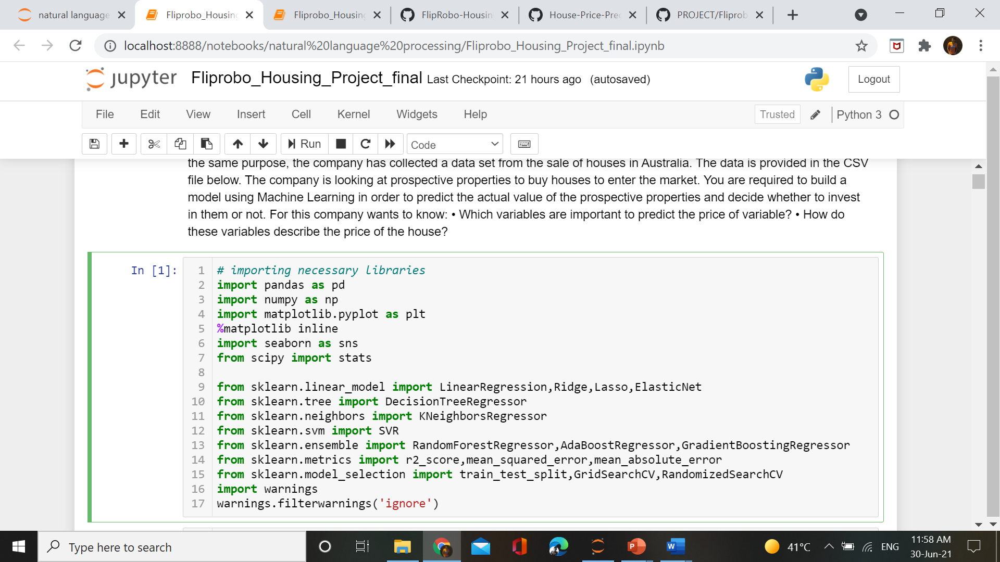 natural language
Fliprobo_Housing
Fliprobo_Housing
FlipRobo-Housin
House-Price-Pred
PROJECT/Fliprob
localhost:8888/notebooks/natural%20language%20processing/Fliprobo_Housing_Project_final.ipynb
jupyter Fliprobo_Housing_Project_final Last Checkpoint: 21 hours ago (autosaved)
Logout
File Edit View Insert Cell Kernel Widgets Help
Trusted
Python 3
Run
Code
the same purpose, the company has collected a data set from the sale of houses in Australia. The data is provided in the CSV
file below. The company is looking at prospective properties to buy houses to enter the market. You are required to build a
model using Machine Learning in order to predict the actual value of the prospective properties and decide whether to invest
in them or not. For this company wants to know: • Which variables are important to predict the price of variable? • How do
these variables describe the price of the house?
In [1]:
1 # importing necessary libraries
2 import pandas as pd
3 import numpy as np
4 import matplotlib.pyplot as plt
5 %matplotlib inline
6 import seaborn as sns
7 from scipy import stats
8
9 from sklearn.linear_model import LinearRegression,Ridge,Lasso,ElasticNet
10 from sklearn.tree import DecisionTreeRegressor
11 from sklearn.neighbors import KNeighborsRegressor
12 from sklearn.svm import SVR
13 from sklearn.ensemble import RandomForestRegressor,AdaBoostRegressor,GradientBoostingRegressor
14 from sklearn.metrics import r2_score,mean_squared_error,mean_absolute_error
15 from sklearn.model_selection import train_test_split,GridSearchCV,RandomizedSearchCV
16 import warnings
17 warnings.filterwarnings('ignore')
Type here to search
41°C
ENG
11:58 AM
30-Jun-21